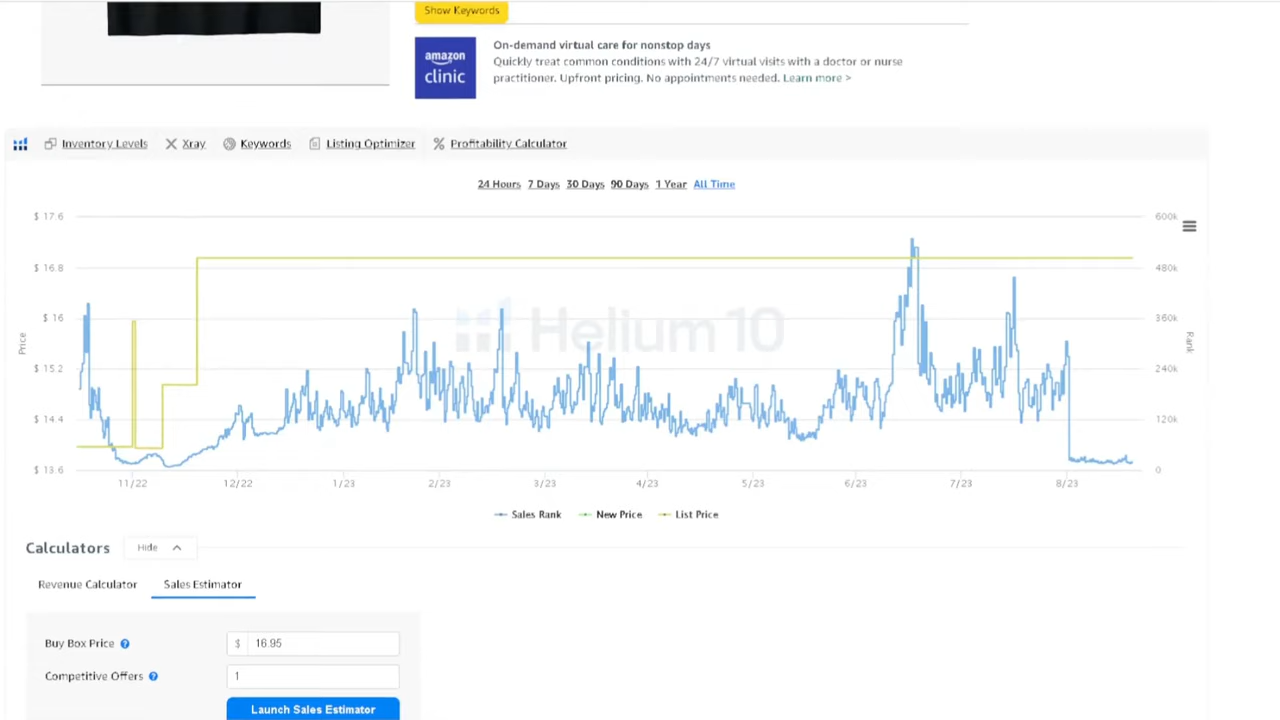 Show Keywords
On-demand virtual care for nonstop days
Quickly treat common conditions with 24/7 virtual visits with a doctor or nurse
practitioner. Upfront pricing. No appointments needed. Learn more >
amazon
clinic
Inventory Levels Xray Keywords Listing Optimizer Profitability Calculator
24 Hours 7 Days 30 Days 90 Days 1 Year All Time
$ 17.6 600k
$ 16.8 480k
$ 16 360k
Helium 10
Price Rank
$ 15.2 240k
$ 14.4 120k
$ 13.6 0
11/22 12/22 1/23 2/23 3/23 4/23 5/23 6/23 7/23 8/23
Sales Rank New Price List Price
Calculators Hide
Revenue Calculator Sales Estimator
Buy Box Price ? $ 16.95
Competitive Offers ? 1
Launch Sales Estimator